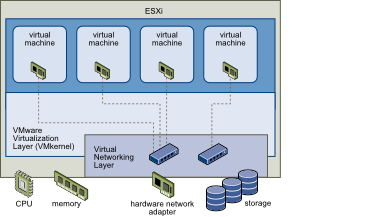 ESXi
virtual
machine
virtual
machine
virtual
machine
virtual
machine
VMware
Virtualization
Layer (VMkernel)
Virtual
Networking
Layer
CPU
memory
hardware network
adapter
storage